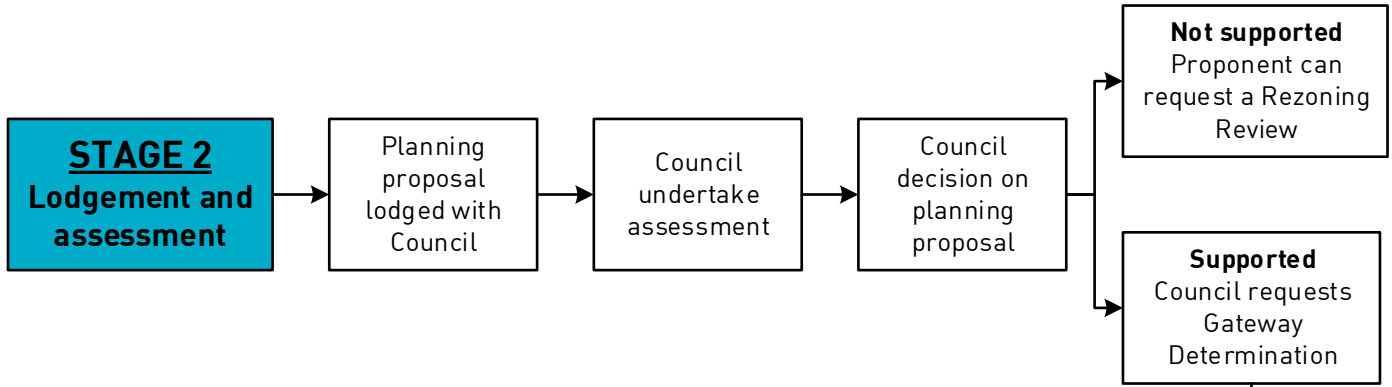 STAGE 2
Lodgement and
assessment
Planning
proposal
lodged with
Council
Council
undertake
assessment
Council
decision on
planning
proposal
Not supported
Proponent can
request a Rezoning
Review
Supported
Council requests
Gateway
Determination